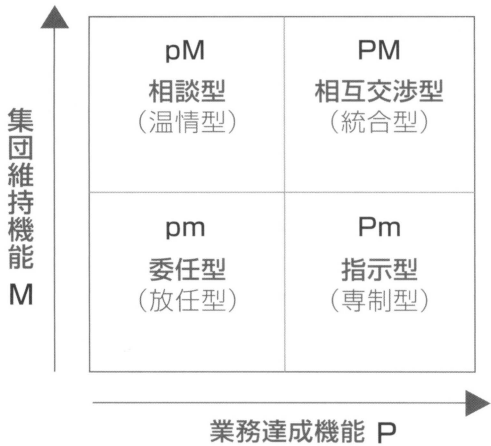 集団維持機能 M
pM
相談型
（温情型）
PM
相互交渉型
（統合型）
pm
委任型
（放任型）
Pm
指示型
（専制型）
業務達成機能 P